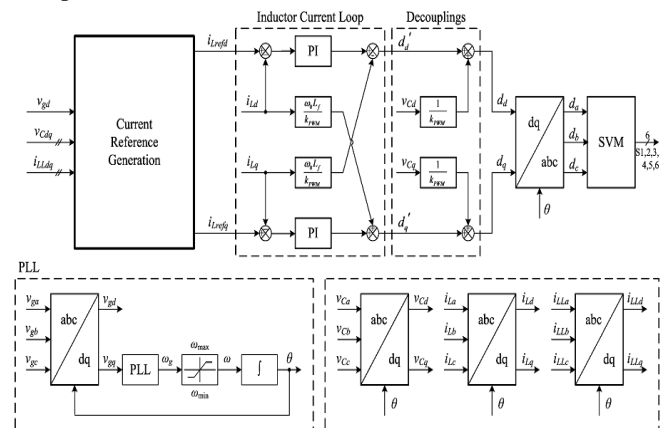 Inductor Current Loop
Decouplings
i_Lrefd
PI
d_d'
v_gd
v_Cdq
i_LLdq
Current
Reference
Generation
i_Ld
ω_g L_f
k_PWM
v_Cd
1
k_PWM
d_d
dq
abc
d_a
d_b
d_c
SVM
6
S1,2,3,
4,5,6
i_Lq
ω_g L_f
k_PWM
v_Cq
1
k_PWM
d_q
θ
i_Lrefq
PI
d_q'
PLL
v_ga
v_gb
v_gc
abc
dq
v_gd
v_gq
PLL
ω_g
ω_max
ω_min
ω
∫
θ
v_Ca
v_Cb
v_Cc
abc
dq
v_Cd
v_Cq
θ
i_La
i_Lb
i_Lc
abc
dq
i_Ld
i_Lq
θ
i_LLa
i_LLb
i_LLc
abc
dq
i_LLd
i_LLq
θ